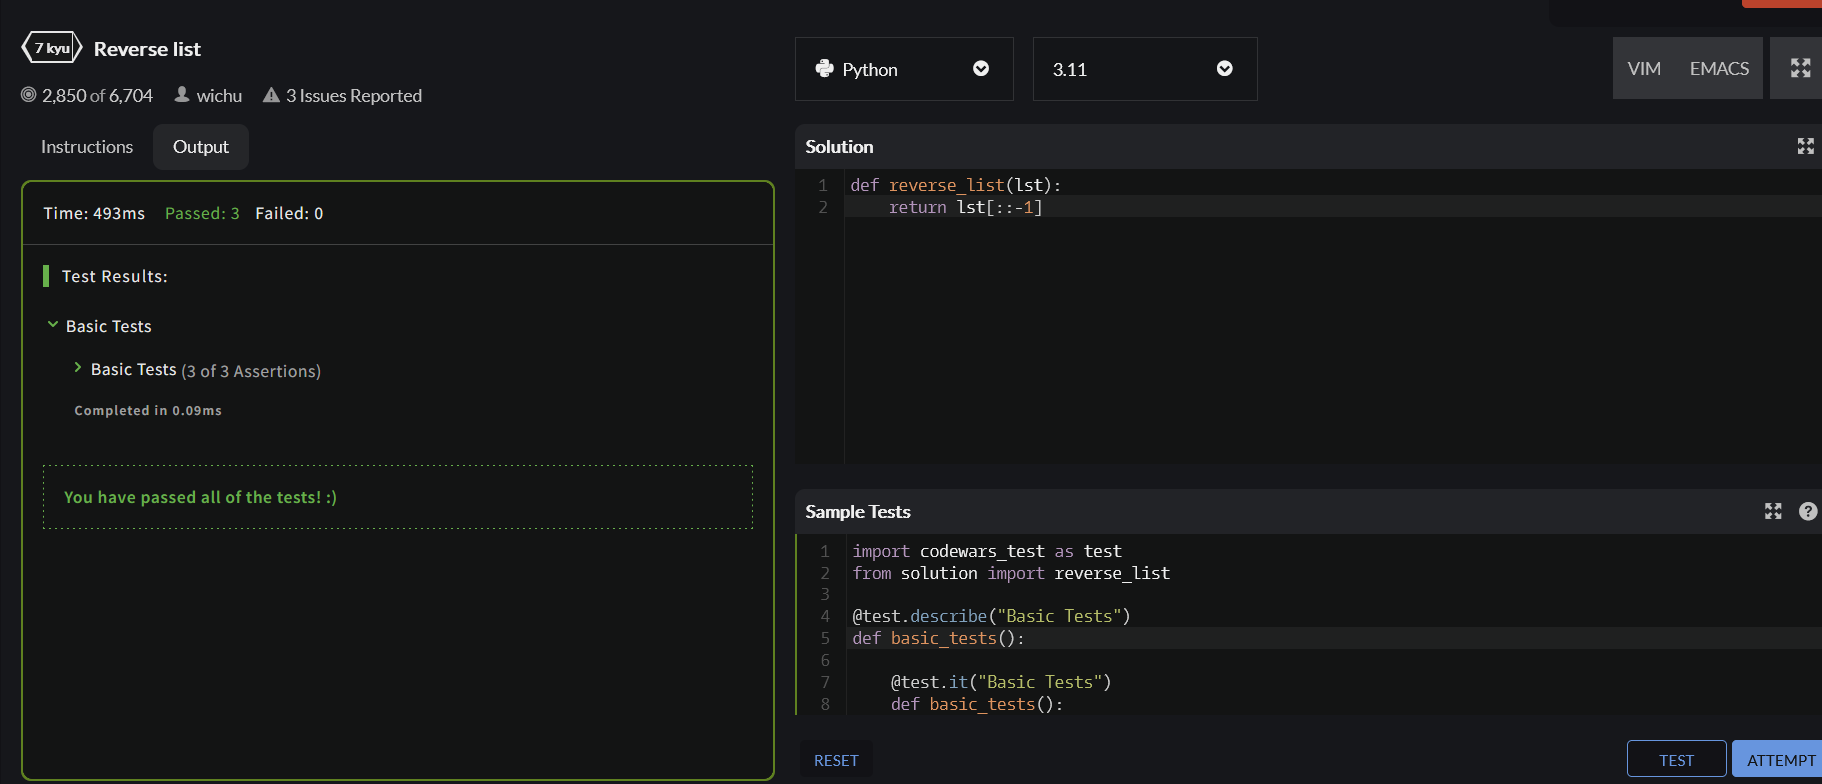 7 kyu Reverse list
2,850 of 6,704 wichu 3 Issues Reported
Instructions Output
Time: 493ms Passed: 3 Failed: 0
Test Results:
Basic Tests
Basic Tests (3 of 3 Assertions)
Completed in 0.09ms
You have passed all of the tests! :)
Python 3.11 VIM EMACS
Solution
1 def reverse_list(lst):
2     return lst[::-1]
Sample Tests ?
1 import codewars_test as test
2 from solution import reverse_list
3
4 @test.describe("Basic Tests")
5 def basic_tests():
6
7     @test.it("Basic Tests")
8     def basic_tests():
RESET TEST ATTEMPT